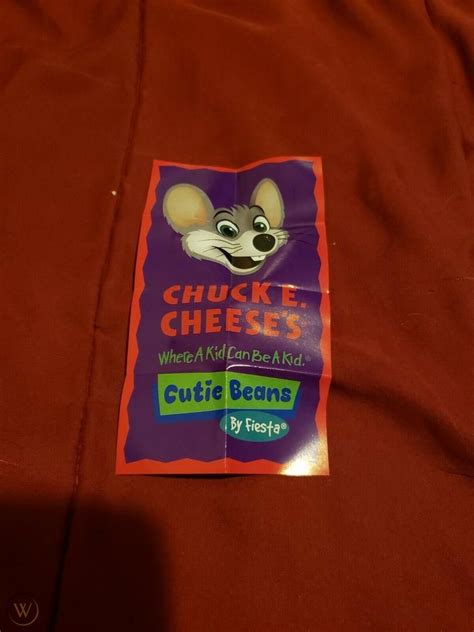 CHUCK E.
CHEESE'S
Where A Kid Can Be A Kid.®
Cutie Beans
By Fiesta®
W